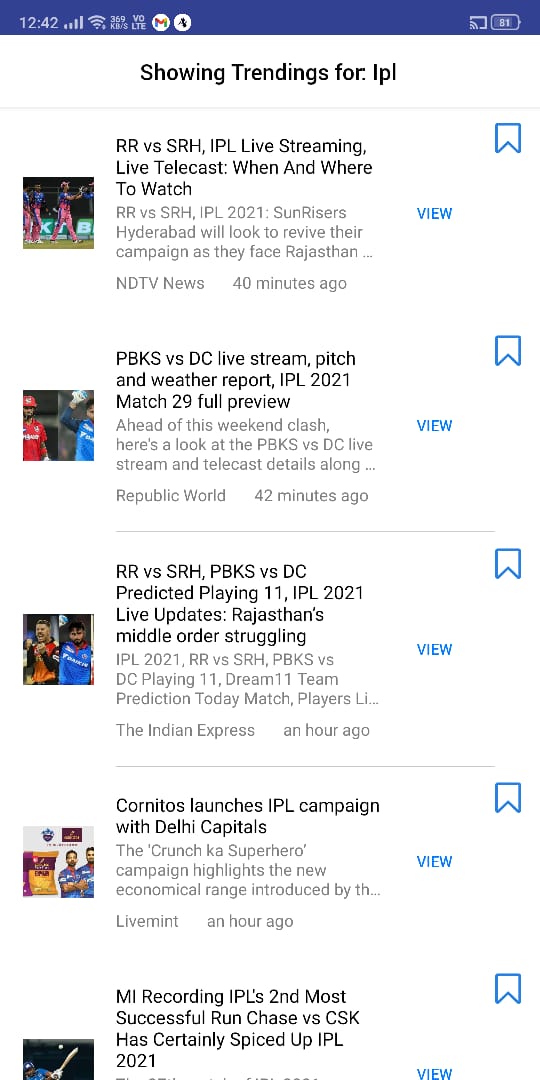 12:42 369 KB/S VO LTE 81
Showing Trendings for: Ipl
RR vs SRH, IPL Live Streaming,
Live Telecast: When And Where
To Watch
RR vs SRH, IPL 2021: SunRisers
Hyderabad will look to revive their
campaign as they face Rajasthan ...
NDTV News 40 minutes ago
VIEW
PBKS vs DC live stream, pitch
and weather report, IPL 2021
Match 29 full preview
Ahead of this weekend clash,
here's a look at the PBKS vs DC live
stream and telecast details along ...
Republic World 42 minutes ago
VIEW
RR vs SRH, PBKS vs DC
Predicted Playing 11, IPL 2021
Live Updates: Rajasthan’s
middle order struggling
IPL 2021, RR vs SRH, PBKS vs
DC Playing 11, Dream11 Team
Prediction Today Match, Players Li...
The Indian Express an hour ago
VIEW
Cornitos launches IPL campaign
with Delhi Capitals
The ‘Crunch ka Superhero’
campaign highlights the new
economical range introduced by th...
Livemint an hour ago
VIEW
MI Recording IPL's 2nd Most
Successful Run Chase vs CSK
Has Certainly Spiced Up IPL
2021
VIEW